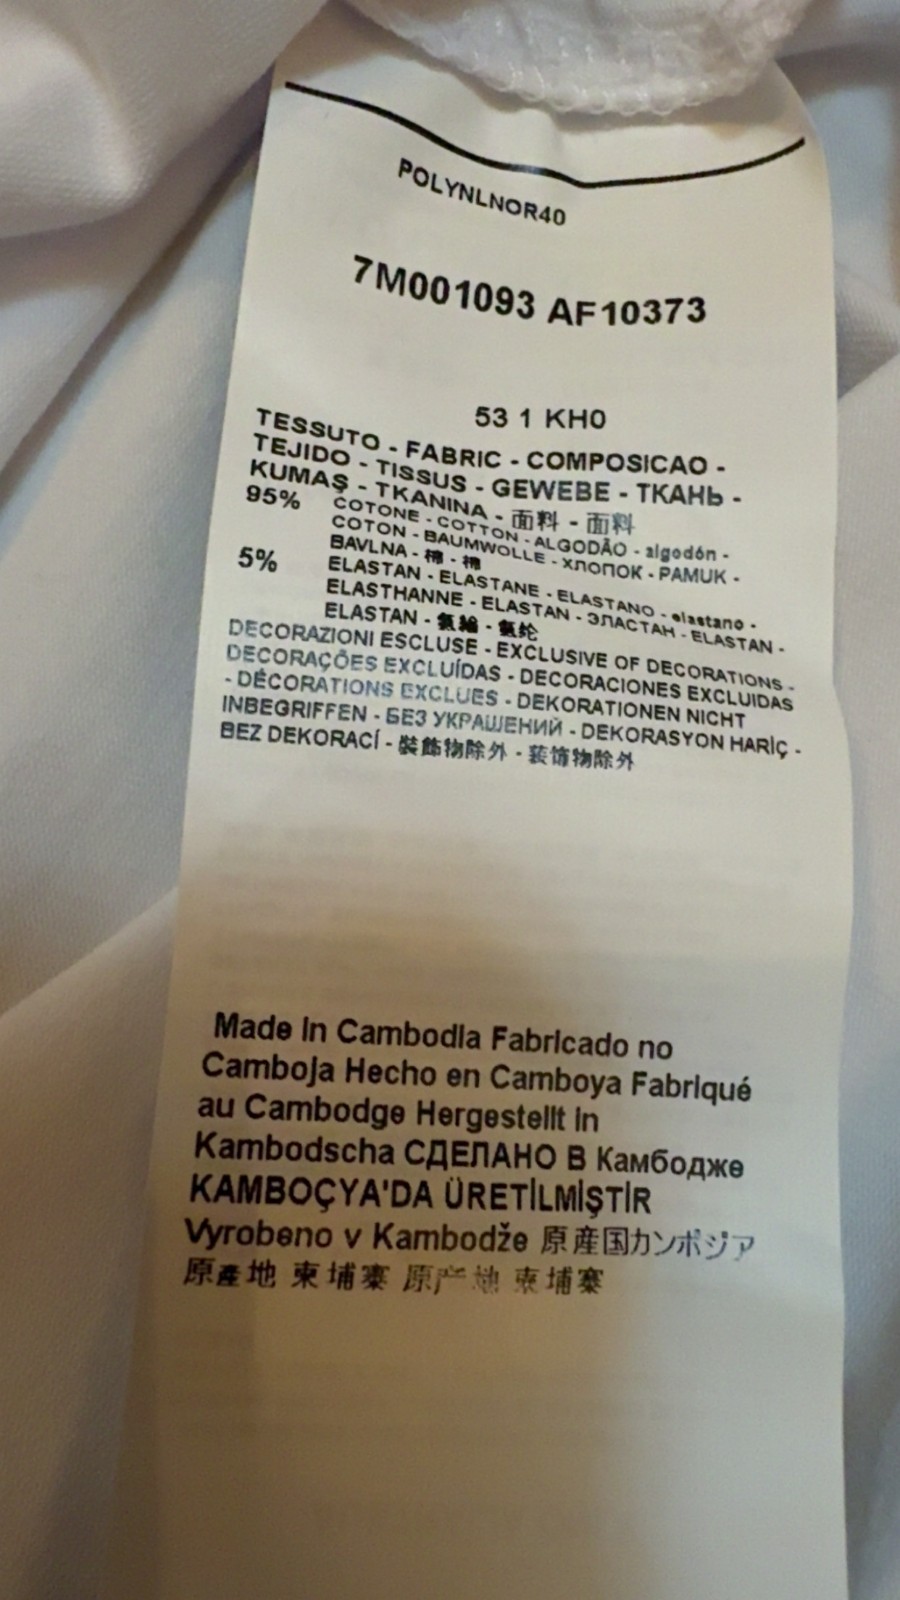 POLYNLNOR40
7M001093 AF10373
53 1 KH0
TESSUTO - FABRIC - COMPOSICAO -
TEJIDO - TISSUS - GEWEBE - ТКАНЬ -
KUMAŞ - TKANINA - 面料 - 面料
95% COTONE - COTTON - ALGODÃO - algodón -
COTON - BAUMWOLLE - ХЛОПОК - PAMUK -
BAVLNA - 棉 - 棉
5% ELASTAN - ELASTANE - ELASTANO - elastano -
ELASTHANNE - ELASTAN - ЭЛАСТАН - ELASTAN -
ELASTAN - 氨綸 - 氨纶
DECORAZIONI ESCLUSE - EXCLUSIVE OF DECORATIONS -
DECORAÇÕES EXCLUÍDAS - DECORACIONES EXCLUIDAS
- DÉCORATIONS EXCLUES - DEKORATIONEN NICHT
INBEGRIFFEN - БЕЗ УКРАШЕНИЙ - DEKORASYON HARİÇ -
BEZ DEKORACÍ - 裝飾物除外 - 装饰物除外
Made in Cambodia Fabricado no
Camboja Hecho en Camboya Fabriqué
au Cambodge Hergestellt in
Kambodscha СДЕЛАНО В Камбодже
KAMBOÇYA'DA ÜRETİLMİŞTİR
Vyrobeno v Kambodže 原産国カンボジア
原產地 柬埔寨 原产地 柬埔寨